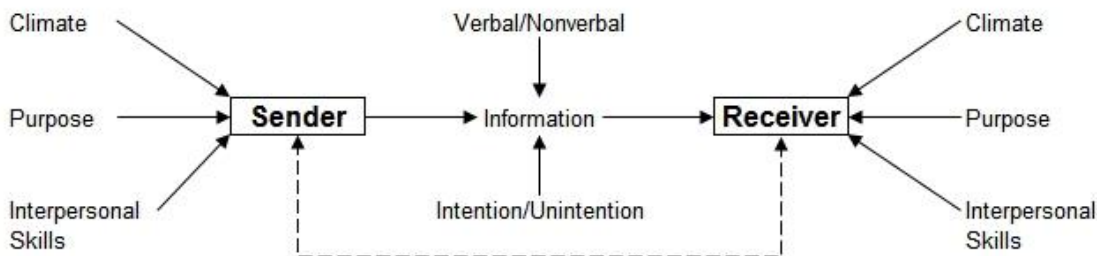 Climate
Verbal/Nonverbal
Climate
Purpose
Sender
Information
Receiver
Purpose
Interpersonal
Skills
Intention/Unintention
Interpersonal
Skills